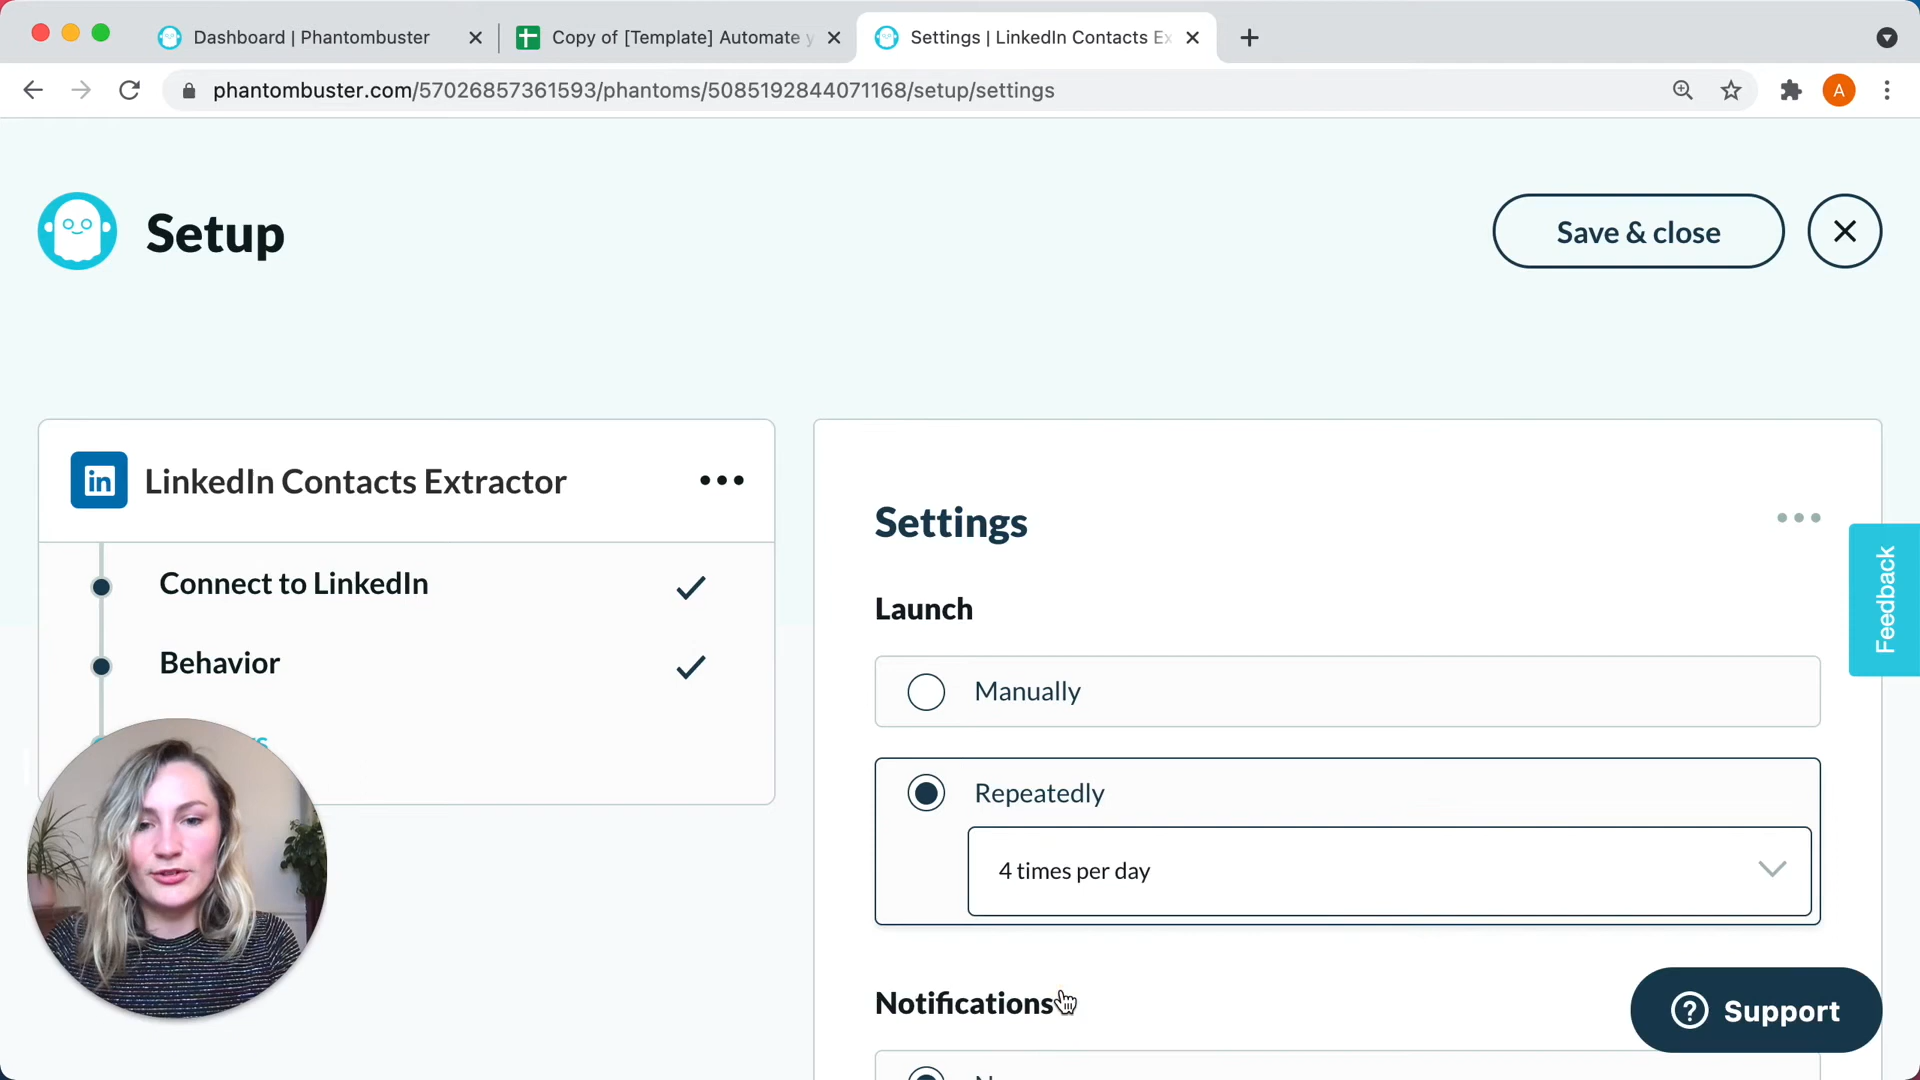 Dashboard | Phantombuster
Copy of [Template] Automate y
Settings | LinkedIn Contacts Ex
phantombuster.com/57026857361593/phantoms/5085192844071168/setup/settings
A
Setup
Save & close
in
LinkedIn Contacts Extractor
Connect to LinkedIn
Behavior
Settings
Launch
Manually
Repeatedly
4 times per day
Notifications
Feedback
Support